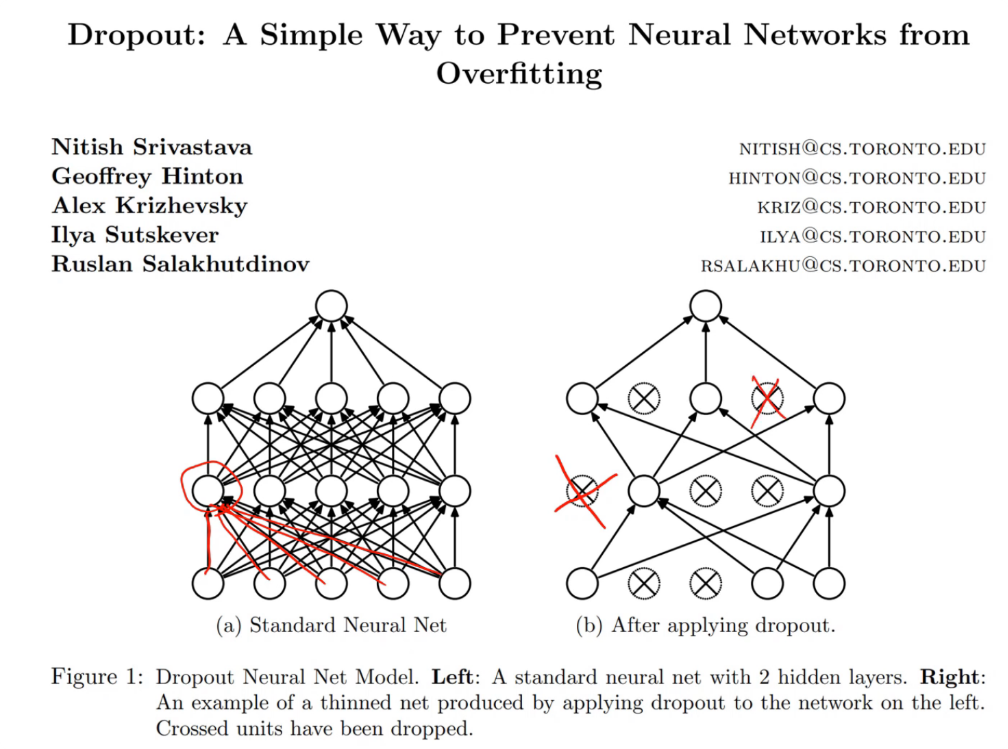 Dropout: A Simple Way to Prevent Neural Networks from
Overfitting
Nitish Srivastava NITISH@CS.TORONTO.EDU
Geoffrey Hinton HINTON@CS.TORONTO.EDU
Alex Krizhevsky KRIZ@CS.TORONTO.EDU
Ilya Sutskever ILYA@CS.TORONTO.EDU
Ruslan Salakhutdinov RSALAKHU@CS.TORONTO.EDU
(a) Standard Neural Net (b) After applying dropout.
Figure 1: Dropout Neural Net Model. Left: A standard neural net with 2 hidden layers. Right:
An example of a thinned net produced by applying dropout to the network on the left.
Crossed units have been dropped.